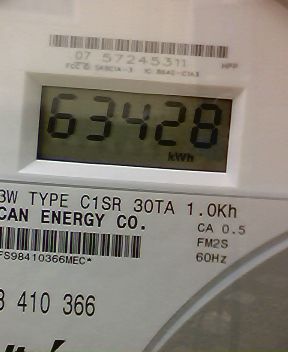 07 57245311
HPP
63428
kWh
3W TYPE C1SR 30TA 1.0Kh
CAN ENERGY CO.
CA 0.5
FM2S
60Hz
FS98410366MEC*
410 366